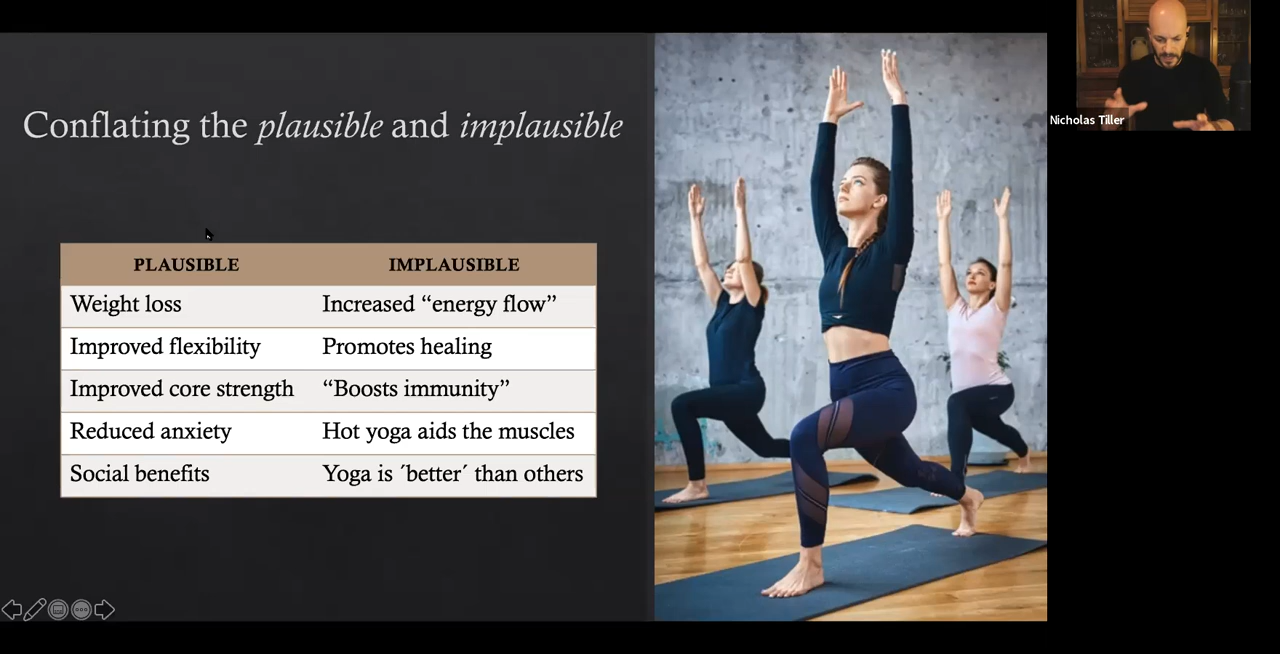 Conflating the plausible and implausible
PLAUSIBLE IMPLAUSIBLE
Weight loss Increased “energy flow”
Improved flexibility Promotes healing
Improved core strength “Boosts immunity”
Reduced anxiety Hot yoga aids the muscles
Social benefits Yoga is ´better´ than others
Nicholas Tiller